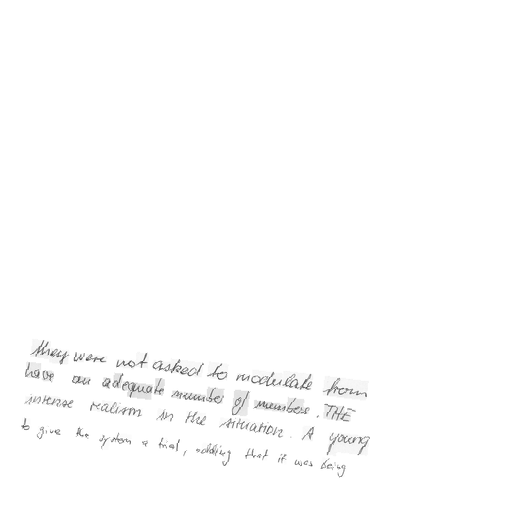 they were not asked to modulate from
have an adequate number of members. THE
intense realism in the situation. A young
to give the system a trial, adding that it was being